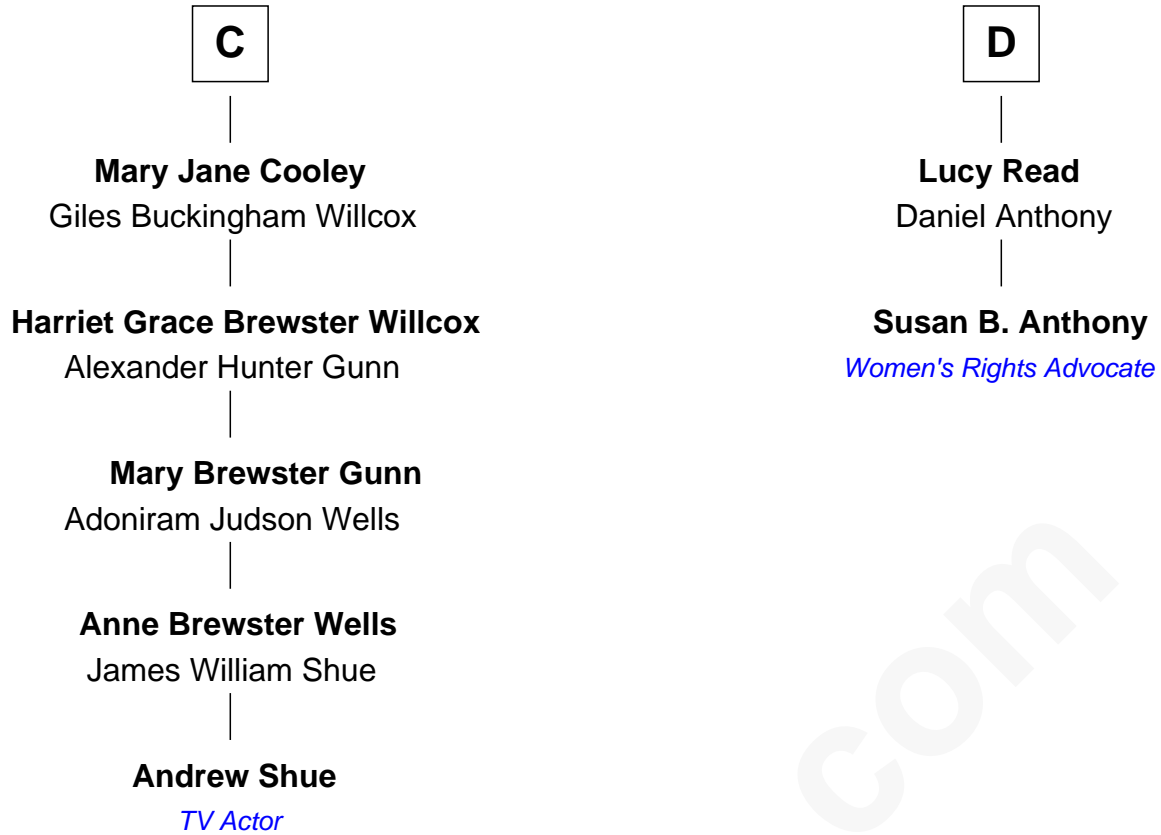 C
Mary Jane Cooley
Giles Buckingham Willcox
Harriet Grace Brewster Willcox
Alexander Hunter Gunn
Mary Brewster Gunn
Adoniram Judson Wells
Anne Brewster Wells
James William Shue
Andrew Shue
TV Actor
D
Lucy Read
Daniel Anthony
Susan B. Anthony
Women's Rights Advocate
com